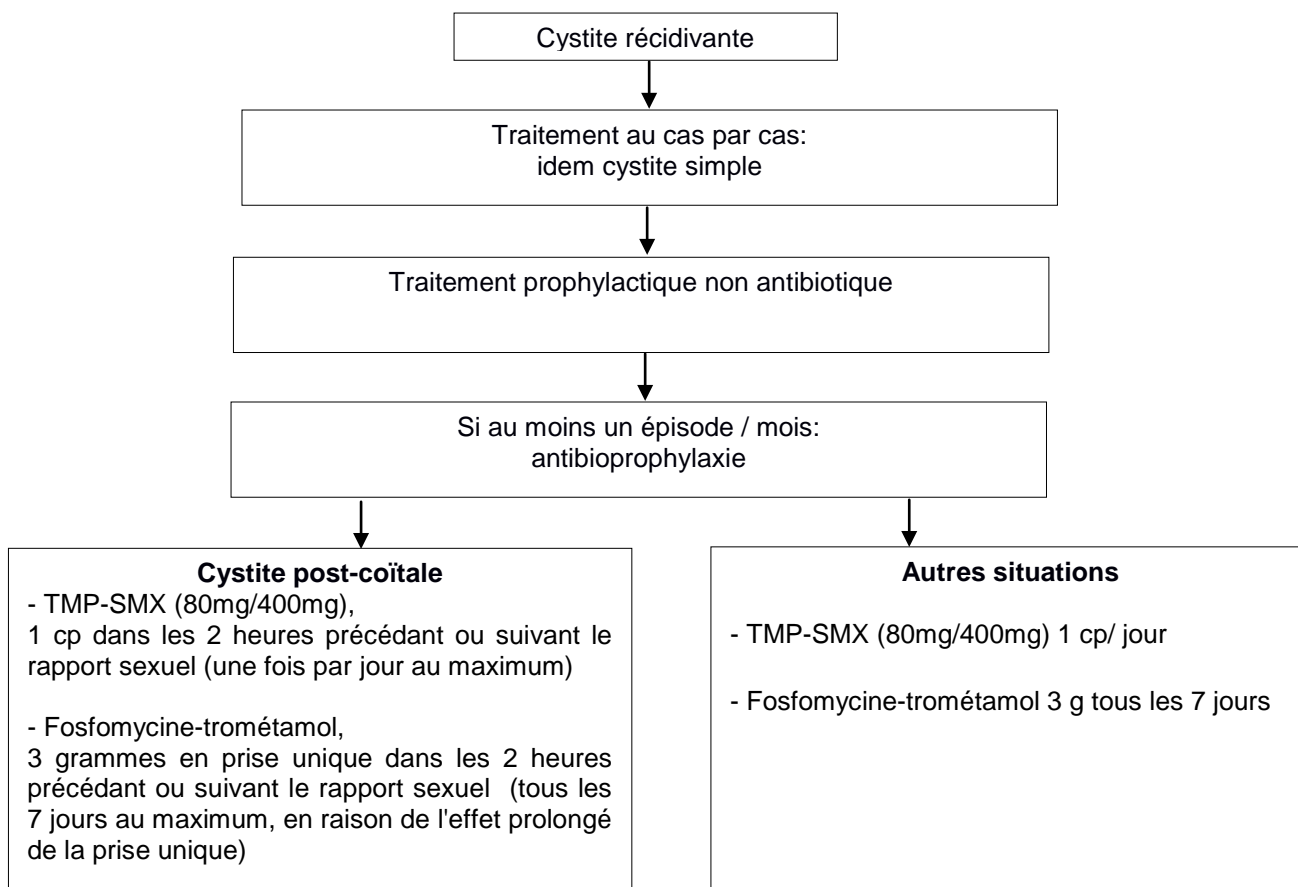 Cystite récidivante
Traitement au cas par cas:
idem cystite simple
Traitement prophylactique non antibiotique
Si au moins un épisode / mois:
antibioprophylaxie
Cystite post-coïtale
- TMP-SMX (80mg/400mg),
1 cp dans les 2 heures précédant ou suivant le
rapport sexuel (une fois par jour au maximum)
- Fosfomycine-trométamol,
3 grammes en prise unique dans les 2 heures
précédant ou suivant le rapport sexuel (tous les
7 jours au maximum, en raison de l'effet prolongé
de la prise unique)
Autres situations
- TMP-SMX (80mg/400mg) 1 cp/ jour
- Fosfomycine-trométamol 3 g tous les 7 jours